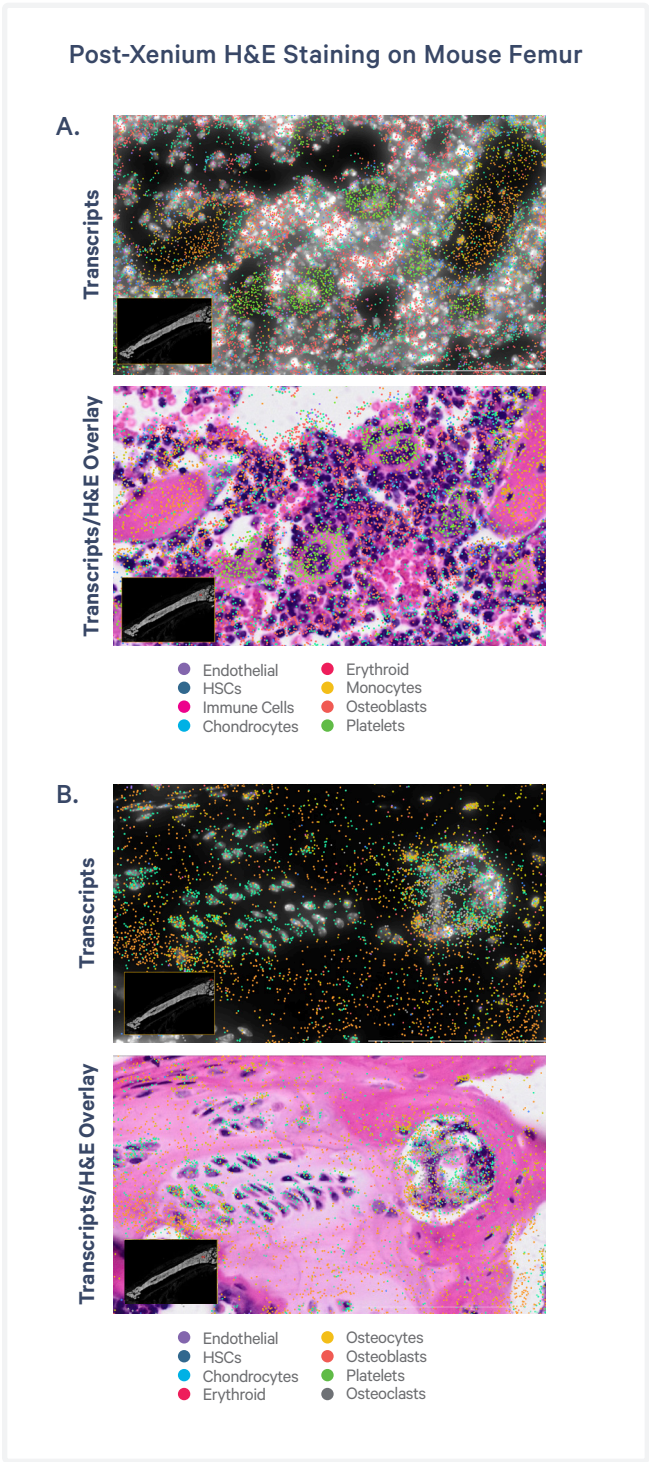 Post-Xenium H&E Staining on Mouse Femur
A.
Transcripts
Transcripts/H&E Overlay
Endothelial
HSCs
Immune Cells
Chondrocytes
Erythroid
Monocytes
Osteoblasts
Platelets
B.
Transcripts
Transcripts/H&E Overlay
Endothelial
HSCs
Chondrocytes
Erythroid
Osteocytes
Osteoblasts
Platelets
Osteoclasts